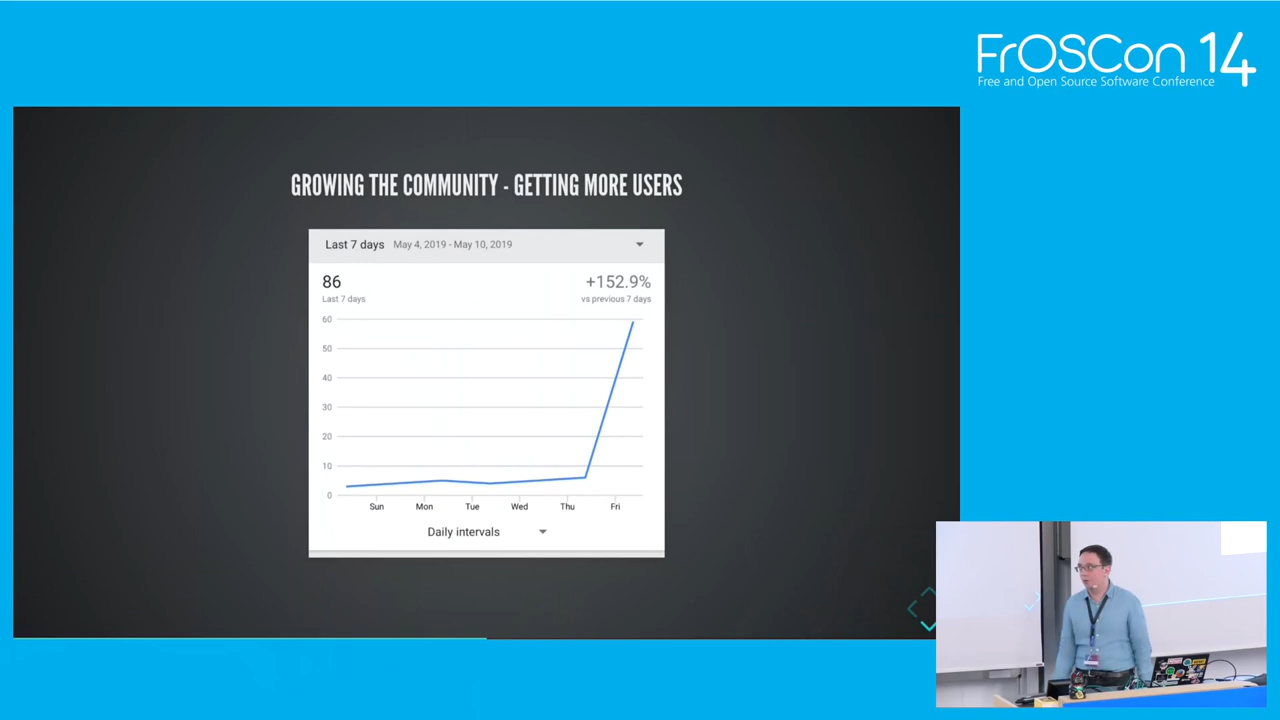 FrOSCon 14
Free and Open Source Software Conference
GROWING THE COMMUNITY - GETTING MORE USERS
Last 7 days May 4, 2019 - May 10, 2019
86 +152.9%
Last 7 days vs previous 7 days
60
50
40
30
20
10
0
Sun Mon Tue Wed Thu Fri
Daily intervals